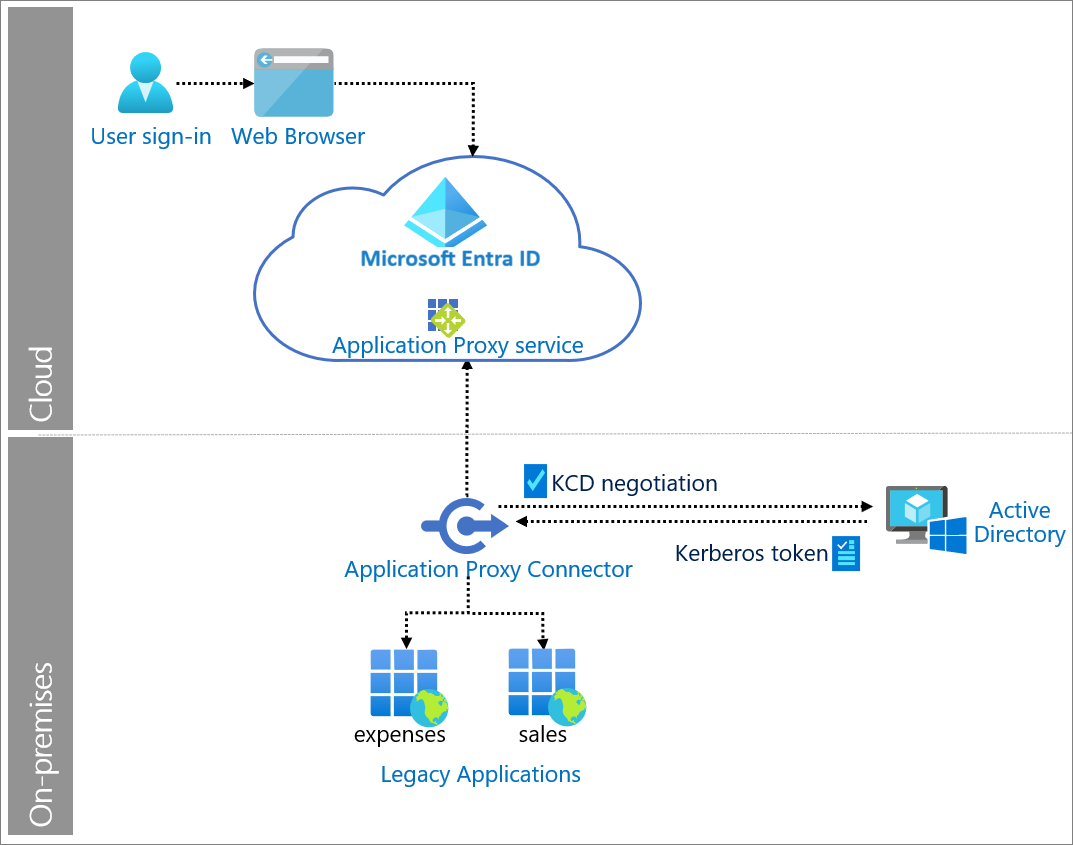 Cloud
User sign-in
Web Browser
Microsoft Entra ID
Application Proxy service
On-premises
KCD negotiation
Active
Directory
Kerberos token
Application Proxy Connector
expenses
sales
Legacy Applications